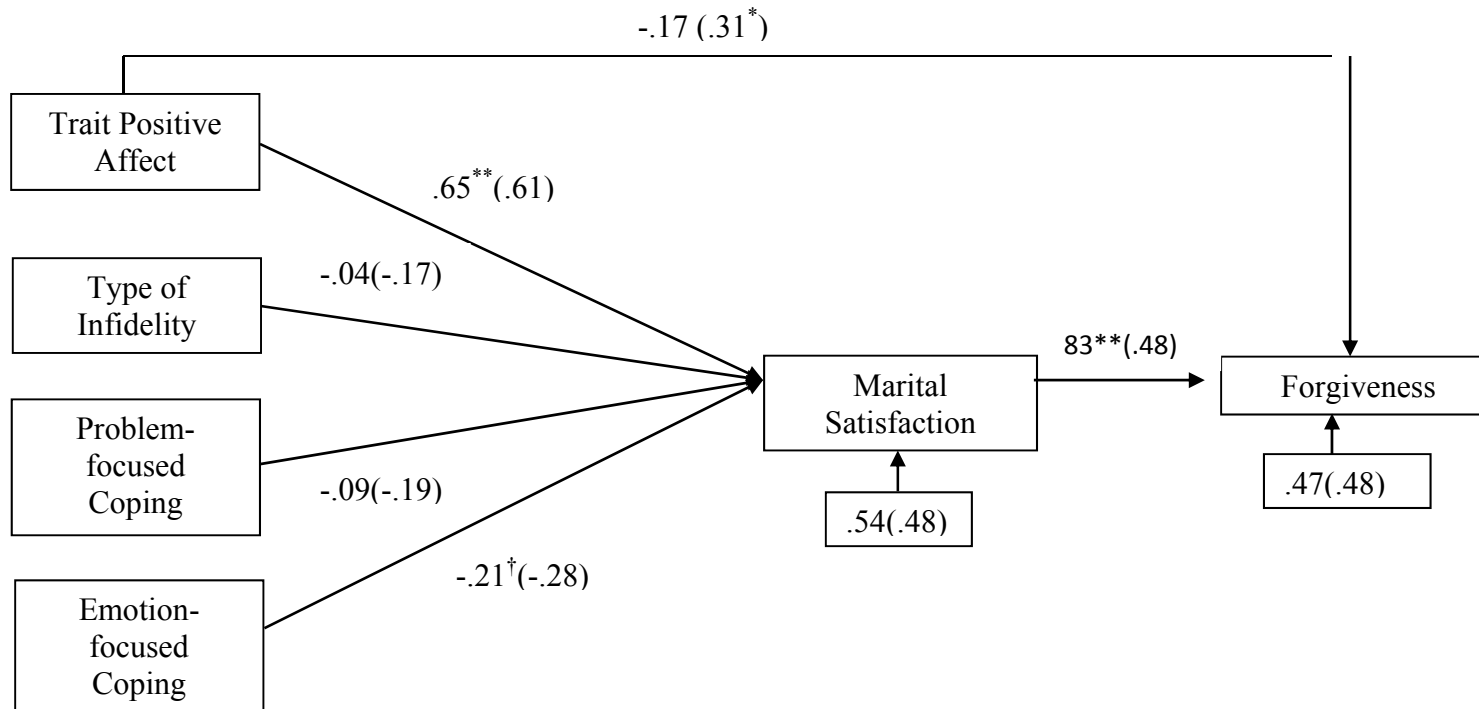 -.17 (.31*)
Trait Positive
Affect
.65**(.61)
Type of
Infidelity
-.04(-.17)
83**(.48)
Marital
Satisfaction
Forgiveness
Problem-
focused
Coping
-.09(-.19)
.54(.48)
.47(.48)
-.21†(-.28)
Emotion-
focused
Coping